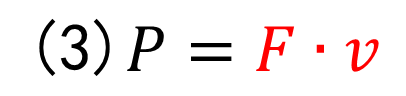 (3) P = F · v